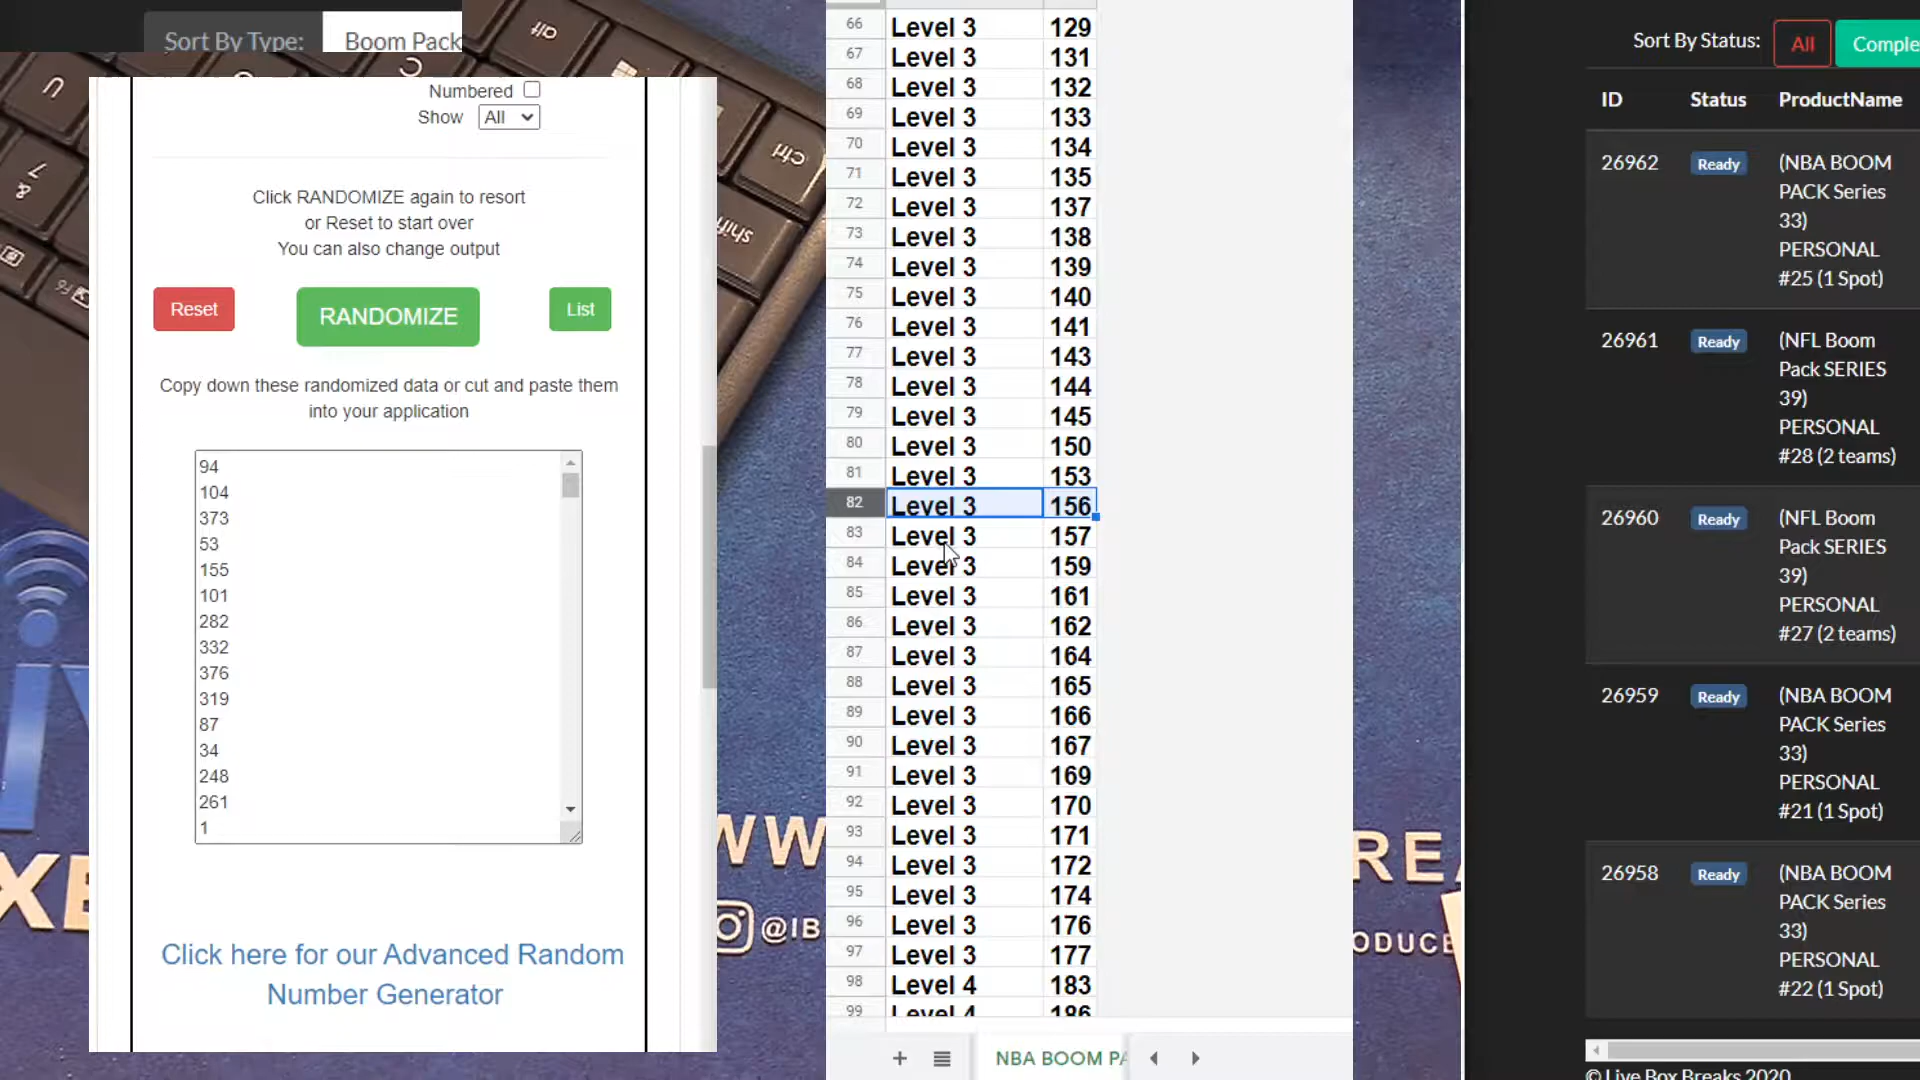 Sort By Type: Boom Pack
Numbered
Show All
Click RANDOMIZE again to resort
or Reset to start over
You can also change output
Reset RANDOMIZE List
Copy down these randomized data or cut and paste them
into your application
94
104
373
53
155
101
282
332
376
319
87
34
248
261
1
Click here for our Advanced Random
Number Generator
alt
ctrl
shift
@IB
66 Level 3 129
67 Level 3 131
68 Level 3 132
69 Level 3 133
70 Level 3 134
71 Level 3 135
72 Level 3 137
73 Level 3 138
74 Level 3 139
75 Level 3 140
76 Level 3 141
77 Level 3 143
78 Level 3 144
79 Level 3 145
80 Level 3 150
81 Level 3 153
82 Level 3 156
83 Level 3 157
84 Level 3 159
85 Level 3 161
86 Level 3 162
87 Level 3 164
88 Level 3 165
89 Level 3 166
90 Level 3 167
91 Level 3 169
92 Level 3 170
93 Level 3 171
94 Level 3 172
95 Level 3 174
96 Level 3 176
97 Level 3 177
98 Level 4 183
99 Level 4 186
NBA BOOM PA
Sort By Status: All Comple
ID Status ProductName
26962 Ready (NBA BOOM
PACK Series
33)
PERSONAL
#25 (1 Spot)
26961 Ready (NFL Boom
Pack SERIES
39)
PERSONAL
#28 (2 teams)
26960 Ready (NFL Boom
Pack SERIES
39)
PERSONAL
#27 (2 teams)
26959 Ready (NBA BOOM
PACK Series
33)
PERSONAL
#21 (1 Spot)
26958 Ready (NBA BOOM
PACK Series
33)
PERSONAL
#22 (1 Spot)
© Live Box Breaks 2020